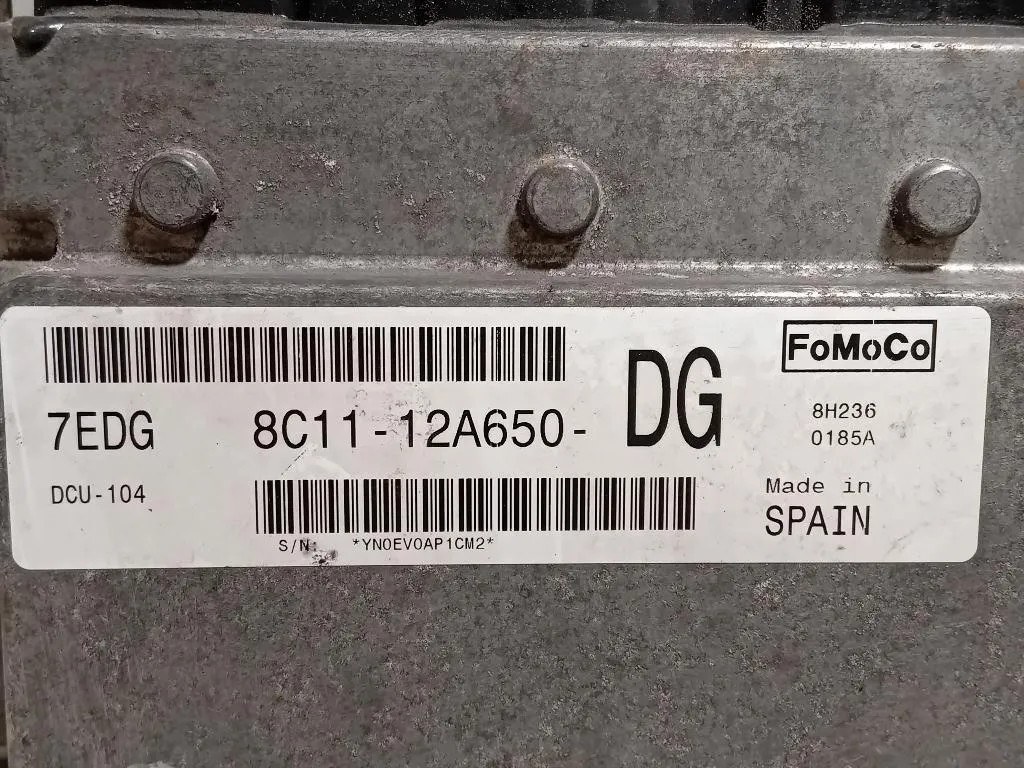 FoMoCo
7EDG 8C11-12A650- DG
8H236
0185A
DCU-104
Made in
SPAIN
S/N: *YN0EV0AP1CM2*